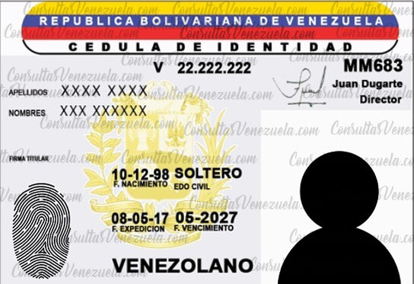 REPUBLICA BOLIVARIANA DE VENEZUELA
CEDULA DE IDENTIDAD
V 22.222.222
MM683
APELLIDOS XXXX XXXX
Juan Dugarte
Director
NOMBRES XXX XXXXXX
FIRMA TITULAR
10-12-98 SOLTERO
F. NACIMIENTO EDO CIVIL
08-05-17 05-2027
F. EXPEDICION F. VENCIMIENTO
VENEZOLANO
ConsultasVenezuela.com